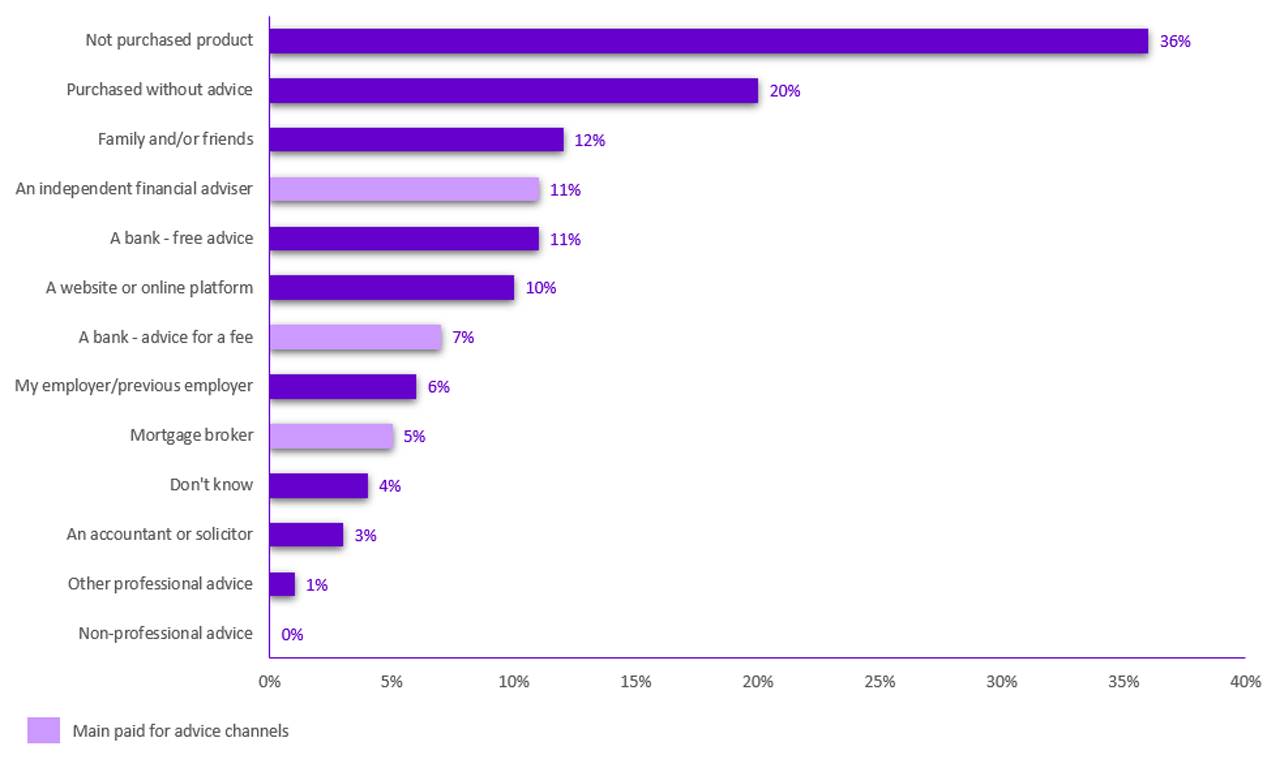 Not purchased product 36%
Purchased without advice 20%
Family and/or friends 12%
An independent financial adviser 11%
A bank - free advice 11%
A website or online platform 10%
A bank - advice for a fee 7%
My employer/previous employer 6%
Mortgage broker 5%
Don't know 4%
An accountant or solicitor 3%
Other professional advice 1%
Non-professional advice 0%
0% 5% 10% 15% 20% 25% 30% 35% 40%
Main paid for advice channels